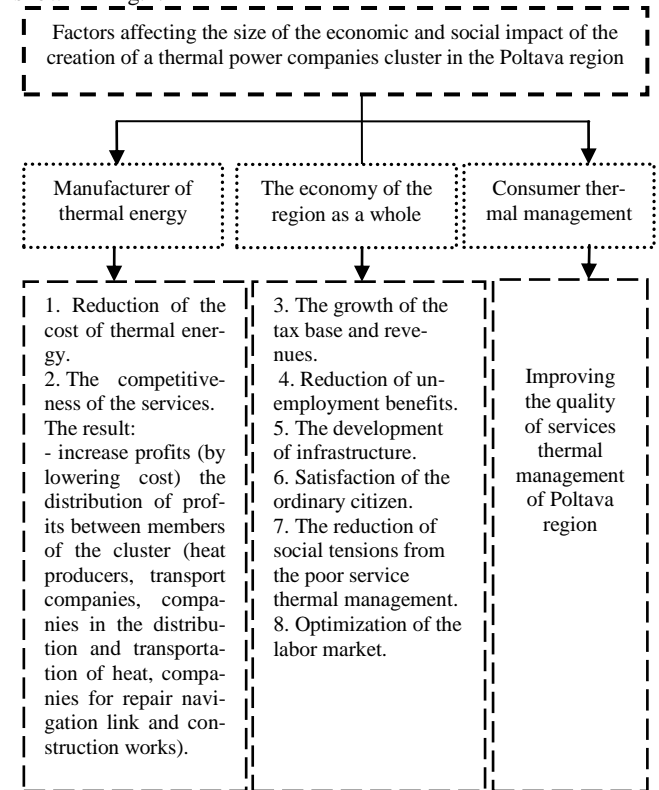 Factors affecting the size of the economic and social impact of the
creation of a thermal power companies cluster in the Poltava region
Manufacturer of
thermal energy
The economy of the
region as a whole
Consumer ther-
mal management
1. Reduction of the
cost of thermal ener-
gy.
2. The competitive-
ness of the services.
The result:
- increase profits (by
lowering cost) the
distribution of prof-
its between members
of the cluster (heat
producers, transport
companies, compa-
nies in the distribu-
tion and transporta-
tion of heat, compa-
nies for repair navi-
gation link and con-
struction works).
3. The growth of the
tax base and reve-
nues.
4. Reduction of un-
employment benefits.
5. The development
of infrastructure.
6. Satisfaction of the
ordinary citizen.
7. The reduction of
social tensions from
the poor service
thermal management.
8. Optimization of the
labor market.
Improving
the quality
of services
thermal
management
of Poltava
region